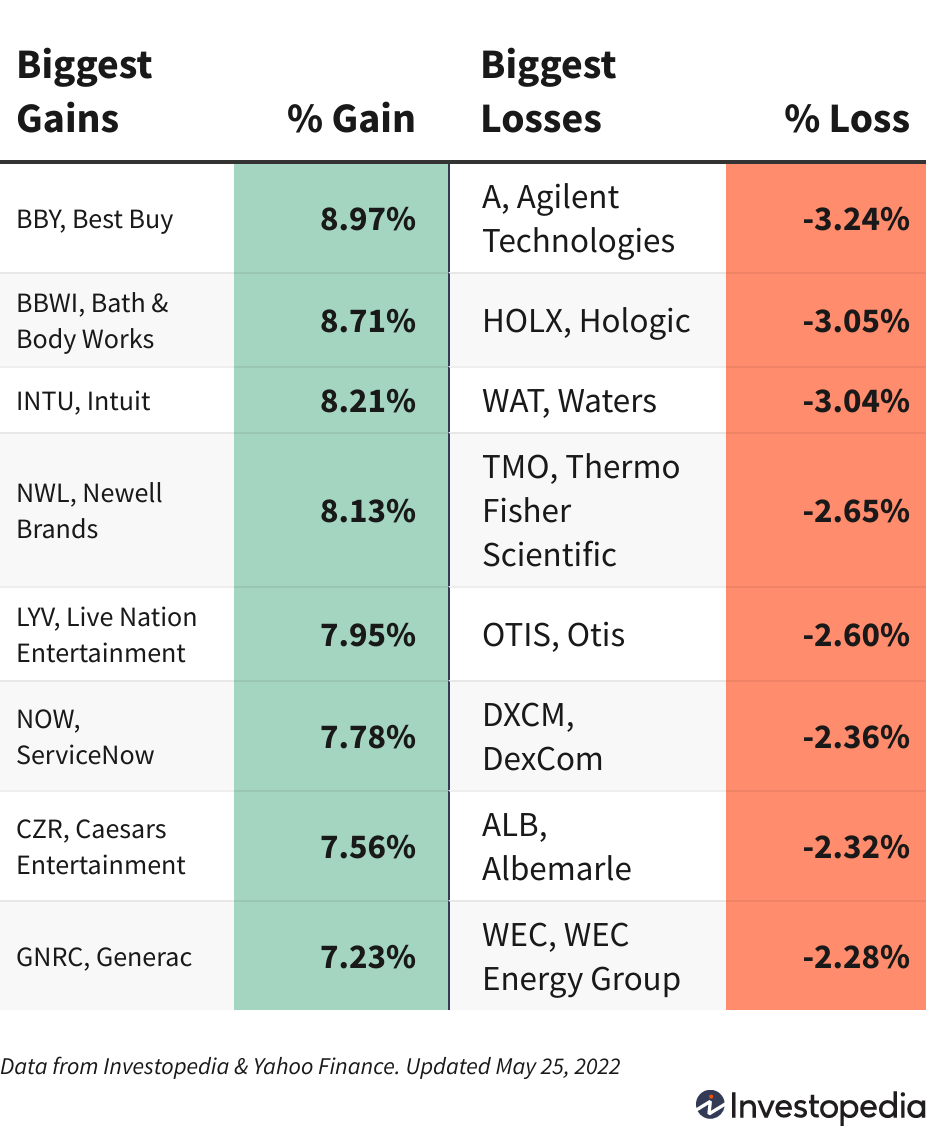 Biggest
Gains
% Gain
Biggest
Losses
% Loss
BBY, Best Buy
8.97%
A, Agilent
Technologies
-3.24%
BBWI, Bath &
Body Works
8.71%
HOLX, Hologic
-3.05%
INTU, Intuit
8.21%
WAT, Waters
-3.04%
NWL, Newell
Brands
8.13%
TMO, Thermo
Fisher
Scientific
-2.65%
LYV, Live Nation
Entertainment
7.95%
OTIS, Otis
-2.60%
NOW,
ServiceNow
7.78%
DXCM,
DexCom
-2.36%
CZR, Caesars
Entertainment
7.56%
ALB,
Albemarle
-2.32%
GNRC, Generac
7.23%
WEC, WEC
Energy Group
-2.28%
Data from Investopedia & Yahoo Finance. Updated May 25, 2022
Investopedia